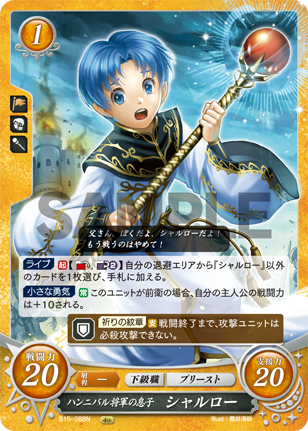 1
SAMPLE
父さん、ぼくだよ、シャルローだよ!
もう戦うのはやめて!
ライブ 起 自分の退避エリアから『シャルロー』以外
のカードを1枚選び、手札に加える。
小さな勇気 常 このユニットが前衛の場合、自分の主人公の戦闘力
は+10される。
祈りの紋章 支 戦闘終了まで、攻撃ユニットは
必殺攻撃できない。
戦闘力
20
射程
ー
下級職
プリースト
支援力
20
ハンニバル将軍の息子 シャルロー
B15-086N